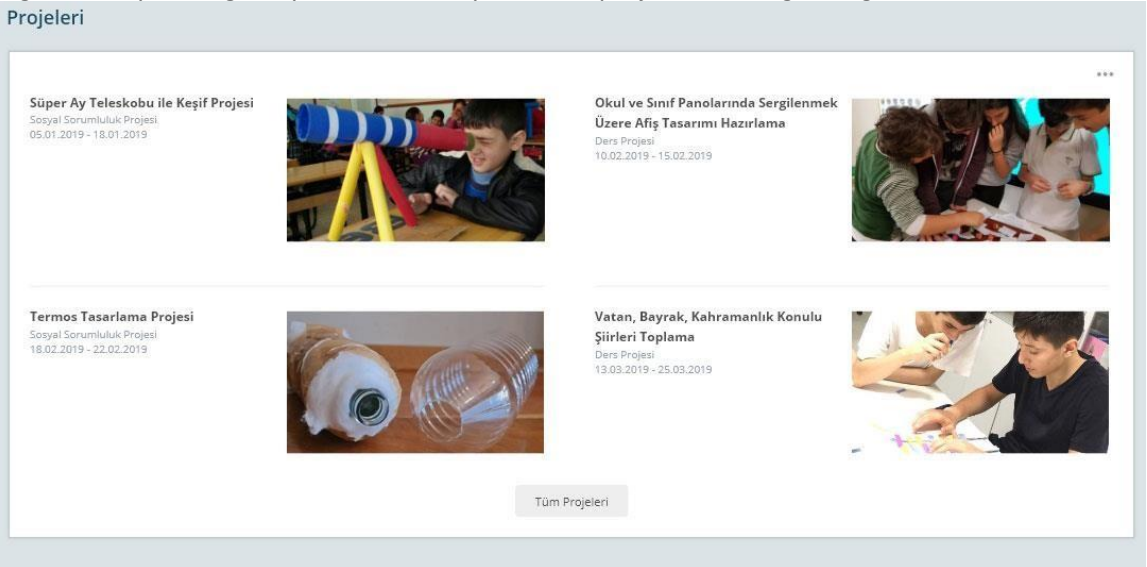 Projeleri
Süper Ay Teleskobu ile Keşif Projesi
Sosyal Sorumluluk Projesi
05.01.2019 - 18.01.2019
Okul ve Sınıf Panolarında Sergilenmek
Üzere Afiş Tasarımı Hazırlama
Ders Projesi
10.02.2019 - 15.02.2019
Termos Tasarlama Projesi
Sosyal Sorumluluk Projesi
18.02.2019 - 22.02.2019
Vatan, Bayrak, Kahramanlık Konulu
Şiirleri Toplama
Ders Projesi
13.03.2019 - 25.03.2019
Tüm Projeleri